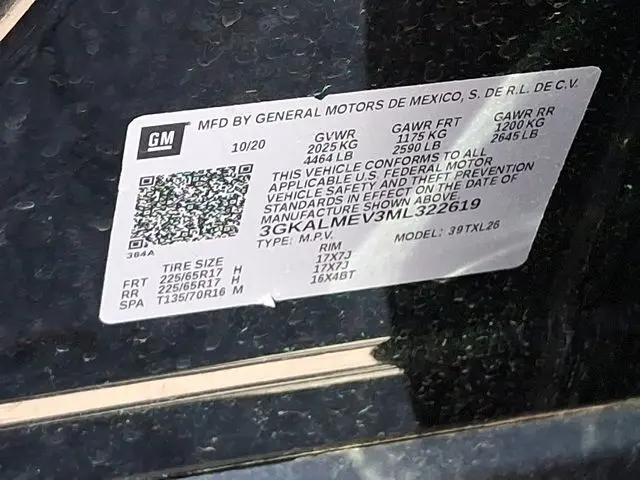 GM
MFD BY GENERAL MOTORS DE MEXICO, S. DE R.L. DE C.V.
10/20 GVWR GAWR FRT GAWR RR
2025 KG 1175 KG 1200 KG
4464 LB 2590 LB 2645 LB
THIS VEHICLE CONFORMS TO ALL
APPLICABLE U.S. FEDERAL MOTOR
VEHICLE SAFETY AND THEFT PREVENTION
STANDARDS IN EFFECT ON THE DATE OF
MANUFACTURE SHOWN ABOVE
3GKALMEV3ML322619
TYPE: M.P.V. MODEL: 39TXL26
384A
TIRE SIZE RIM
FRT 225/65R17 H 17X7J
RR 225/65R17 H 17X7J
SPA T135/70R16 M 16X4BT